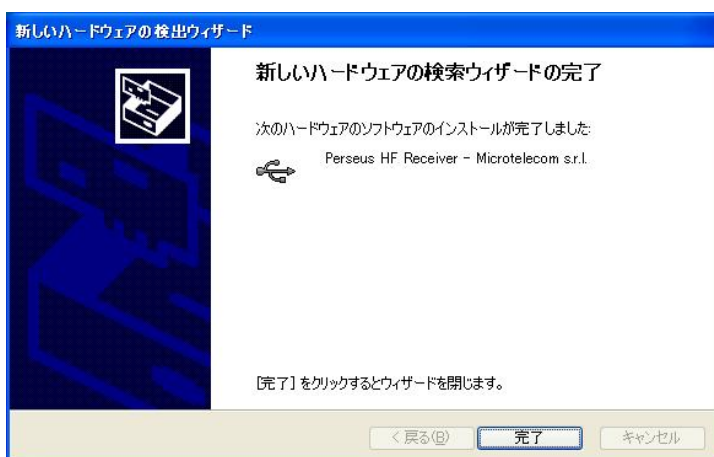 新しいハードウェアの検出ウィザード
新しいハードウェアの検索ウィザードの完了
次のハードウェアのソフトウェアのインストールが完了しました:
Perseus HF Receiver - Microtelecom s.r.l.
[完了] をクリックするとウィザードを閉じます。
< 戻る(B) 完了 キャンセル